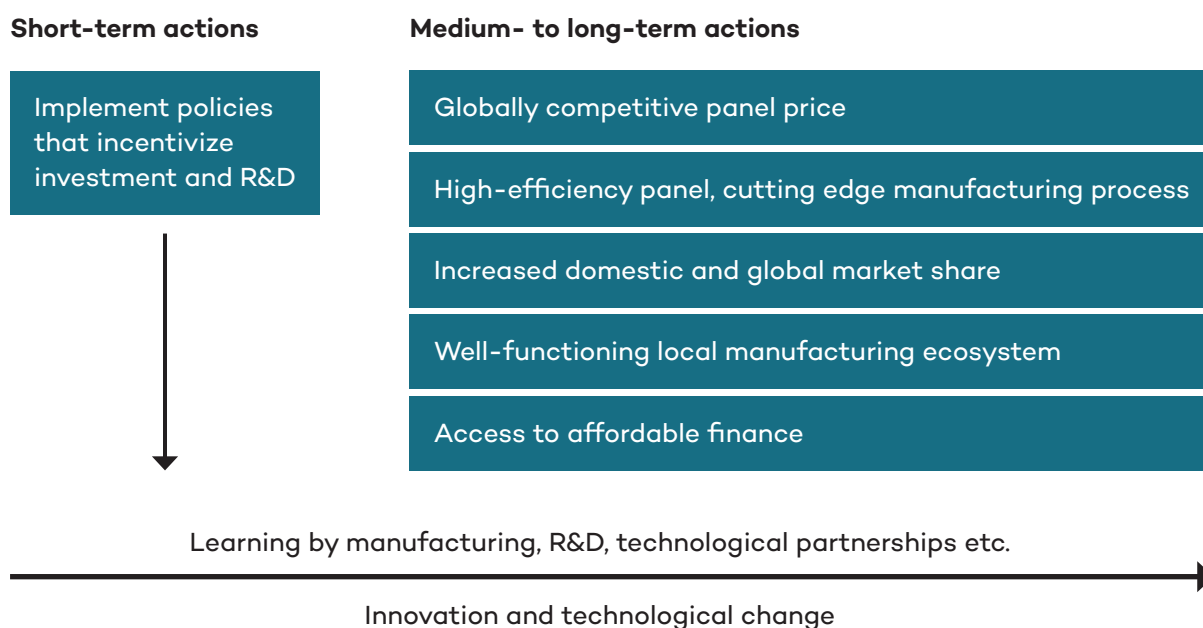 Short-term actions
Implement policies
that incentivize
investment and R&D
Medium- to long-term actions
Globally competitive panel price
High-efficiency panel, cutting edge manufacturing process
Increased domestic and global market share
Well-functioning local manufacturing ecosystem
Access to affordable finance
Learning by manufacturing, R&D, technological partnerships etc.
Innovation and technological change